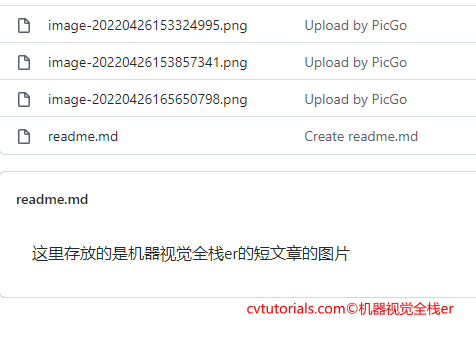 image-20220426153324995.png Upload by PicGo
image-20220426153857341.png Upload by PicGo
image-20220426165650798.png Upload by PicGo
readme.md Create readme.md
readme.md
这里存放的是机器视觉全栈er的短文章的图片
cvtutorials.com©机器视觉全栈er